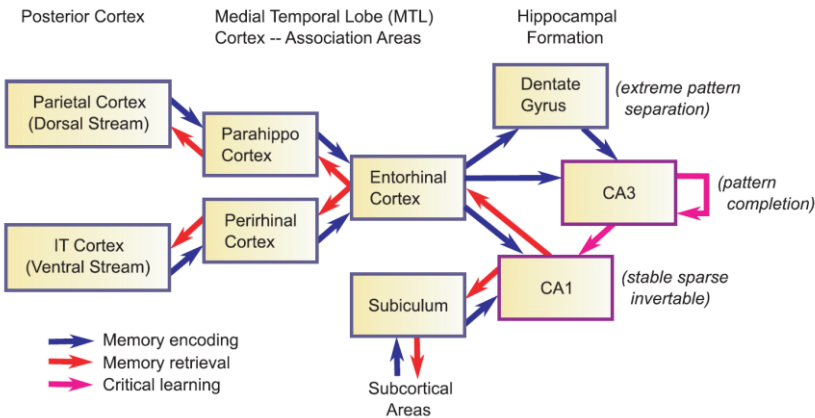 Posterior Cortex
Medial Temporal Lobe (MTL)
Cortex -- Association Areas
Hippocampal
Formation
Parietal Cortex
(Dorsal Stream)
Parahippo
Cortex
Dentate
Gyrus
(extreme pattern
separation)
Entorhinal
Cortex
CA3
(pattern
completion)
IT Cortex
(Ventral Stream)
Perirhinal
Cortex
Subiculum
CA1
(stable sparse
invertable)
Memory encoding
Memory retrieval
Critical learning
Subcortical
Areas